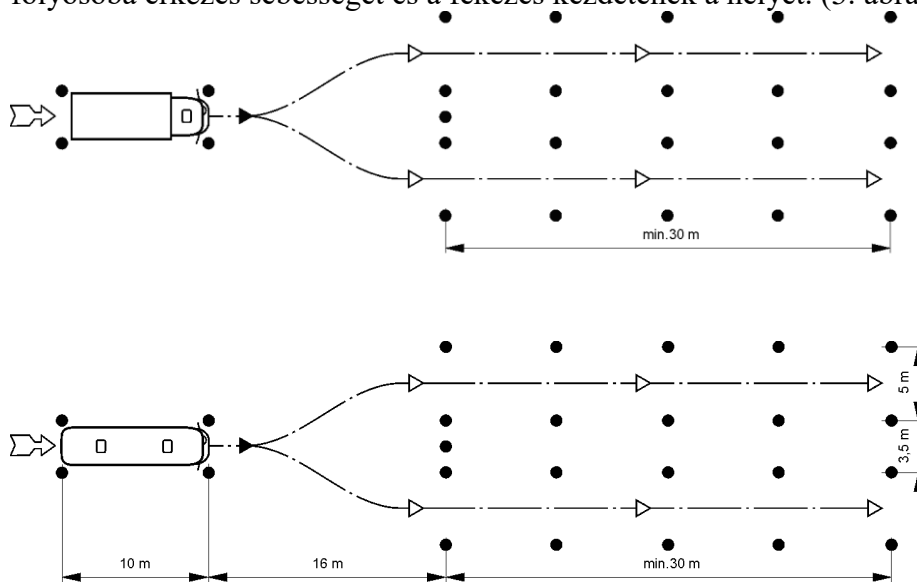 folyosóba érkezés sebességét és a fékezés kezdetének a helyét. (3. ábra
min.30 m
5 m
3,5 m
10 m
16 m
min.30 m